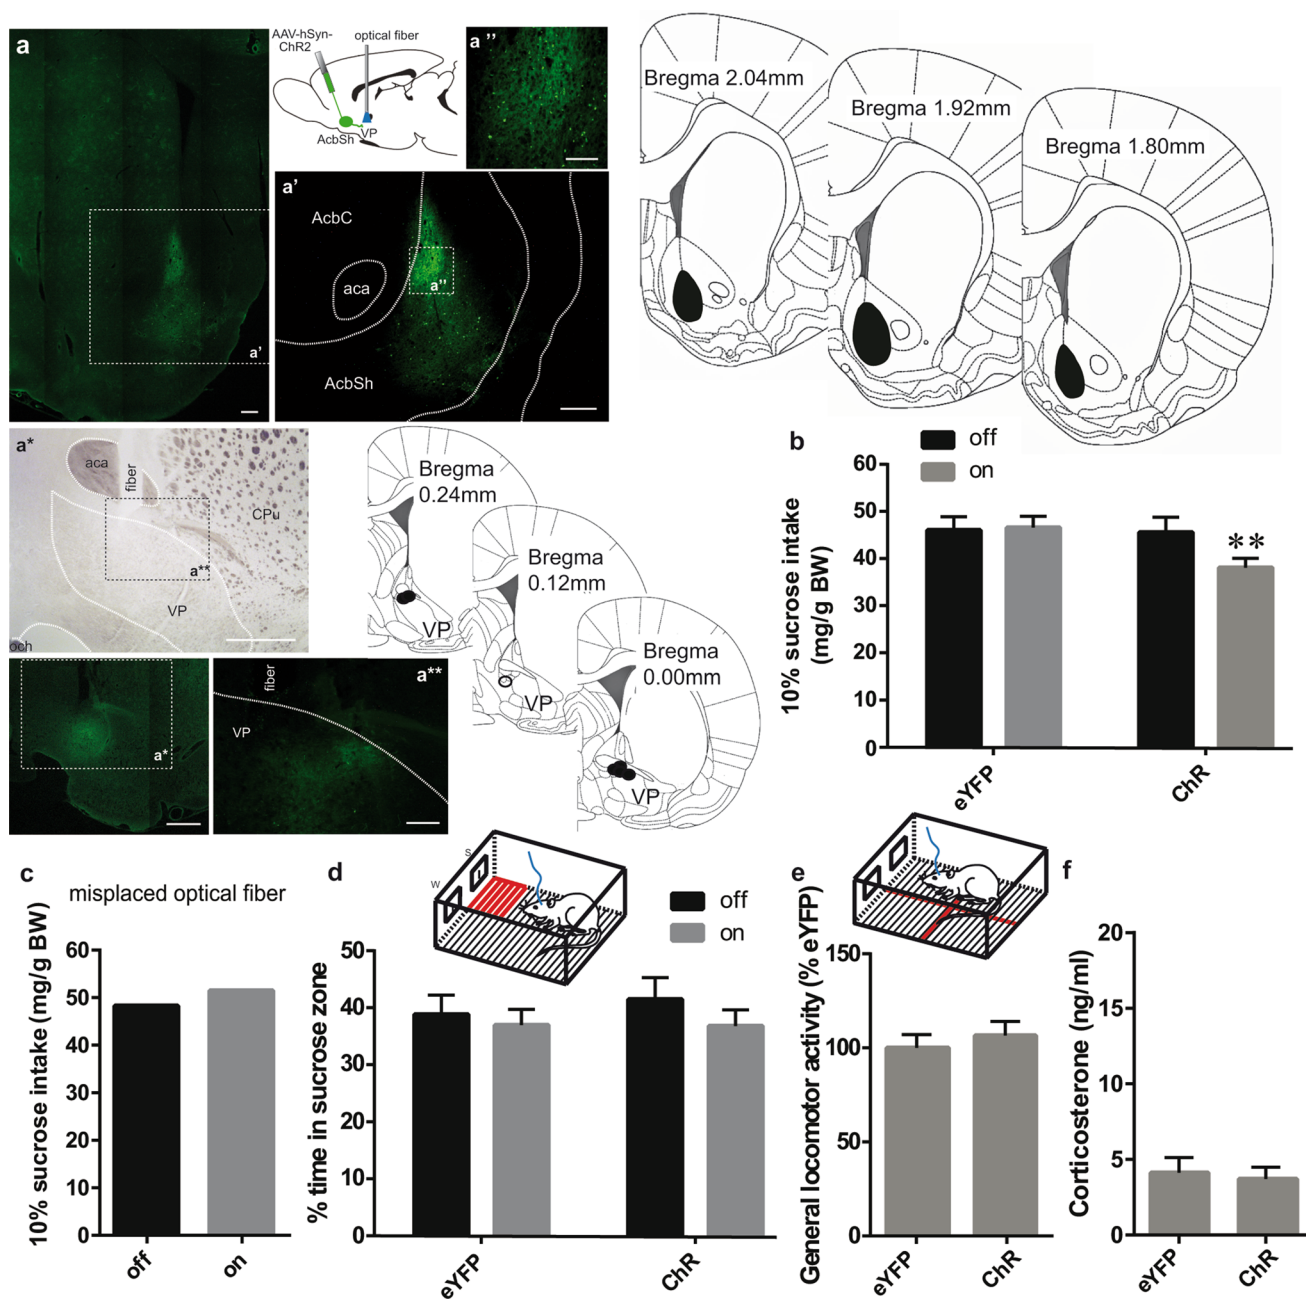 a
AAV-hSyn-
ChR2
optical fiber
AcbSh
VP
a''
a'
a'
AcbC
aca
a''
AcbSh
Bregma 2.04mm
Bregma 1.92mm
Bregma 1.80mm
a*
aca
fiber
CPu
a**
VP
och
a*
fiber
a**
VP
Bregma
0.24mm
VP
Bregma
0.12mm
VP
Bregma
0.00mm
VP
b
off
on
10% sucrose intake
(mg/g BW)
60
50
40
30
20
10
0
**
eYFP
ChR
c
misplaced optical fiber
10% sucrose intake (mg/g BW)
60
50
40
30
20
10
0
off
on
d
S
W
off
on
% time in sucrose zone
50
40
30
20
10
0
eYFP
ChR
e
General locomotor activity (% eYFP)
150
100
50
0
eYFP
ChR
f
Corticosterone (ng/ml)
20
15
10
5
0
eYFP
ChR